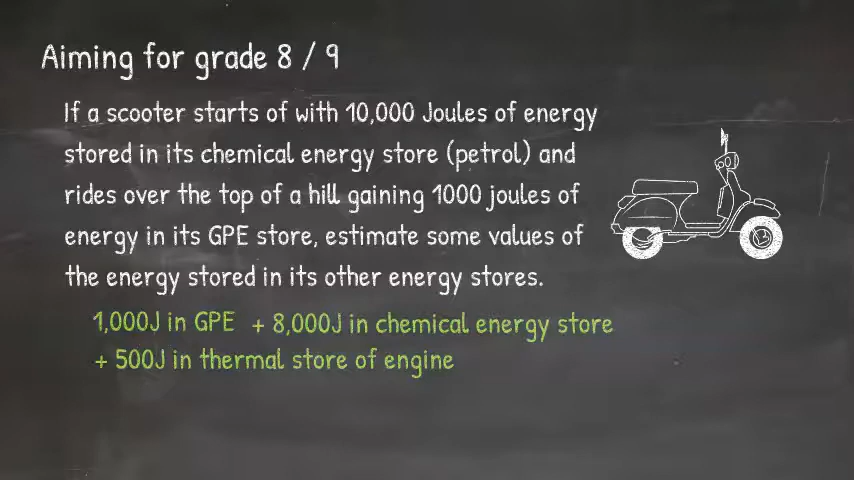 Aiming for grade 8 / 9
If a scooter starts of with 10,000 Joules of energy
stored in its chemical energy store (petrol) and
rides over the top of a hill gaining 1000 joules of
energy in its GPE store, estimate some values of
the energy stored in its other energy stores.
1,000J in GPE + 8,000J in chemical energy store
+ 500J in thermal store of engine